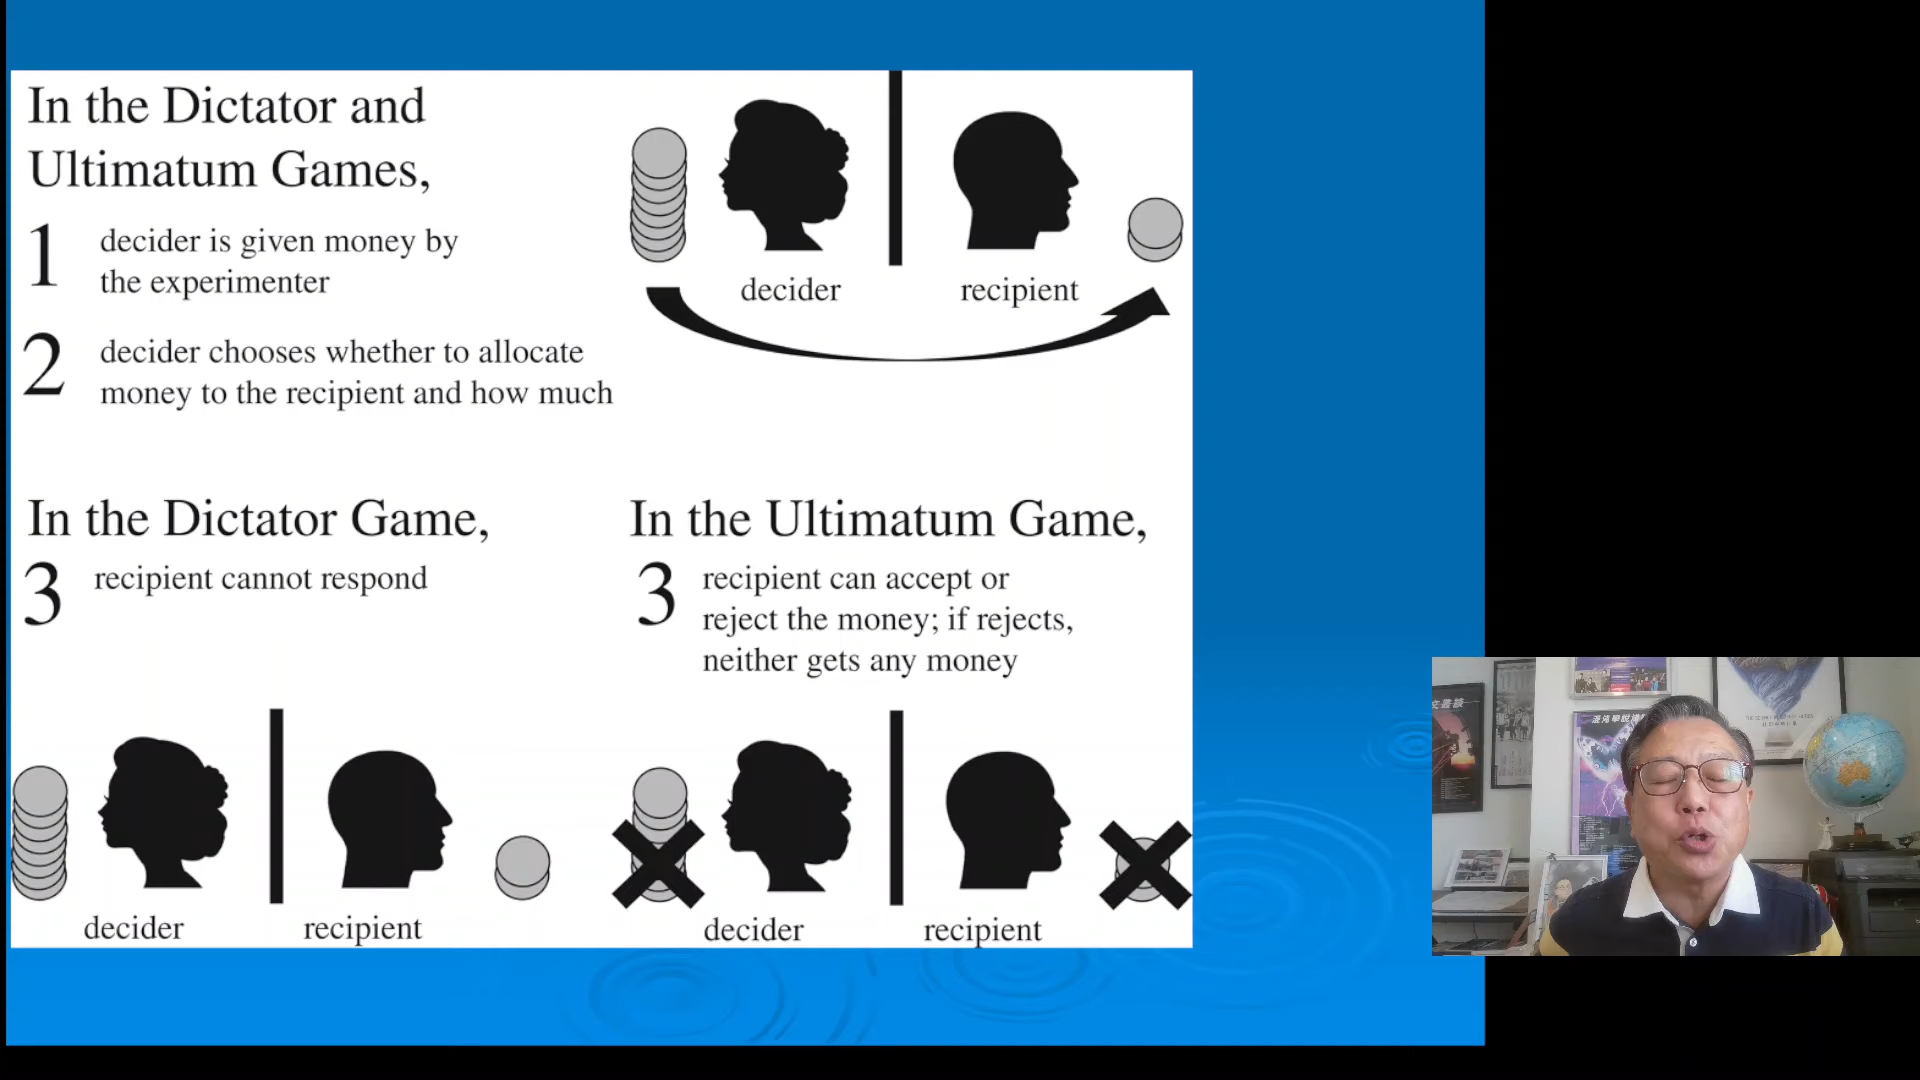 In the Dictator and
Ultimatum Games,
1 decider is given money by
the experimenter
2 decider chooses whether to allocate
money to the recipient and how much
decider
recipient
In the Dictator Game,
3 recipient cannot respond
decider
recipient
In the Ultimatum Game,
3 recipient can accept or
reject the money; if rejects,
neither gets any money
decider
recipient